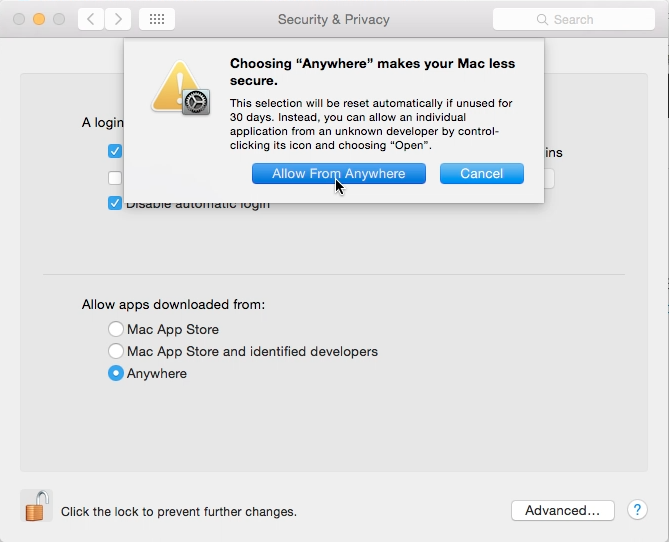 Security & Privacy
Search
Choosing “Anywhere” makes your Mac less
secure.
This selection will be reset automatically if unused for
30 days. Instead, you can allow an individual
application from an unknown developer by control-
clicking its icon and choosing “Open”.
Allow From Anywhere
Cancel
A login
ins
Disable automatic login
Allow apps downloaded from:
Mac App Store
Mac App Store and identified developers
Anywhere
Click the lock to prevent further changes.
Advanced...
?